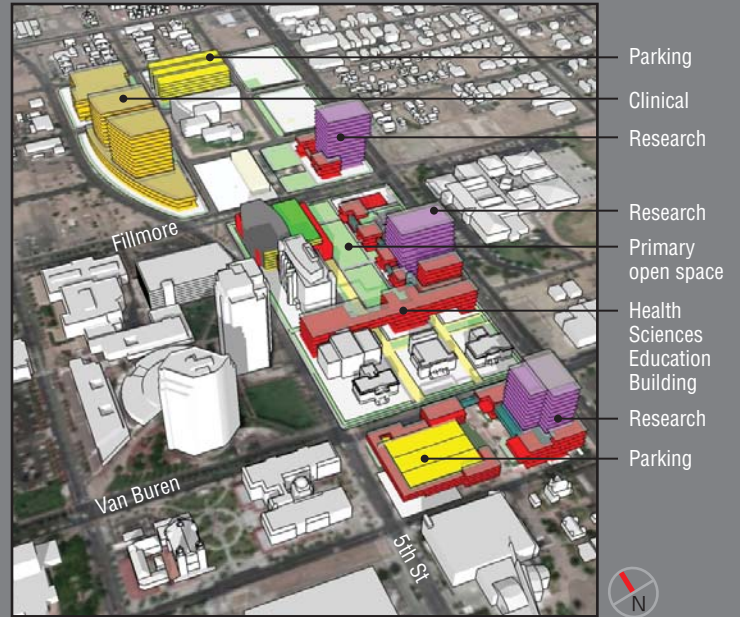 Parking
Clinical
Research
Research
Primary
open space
Health
Sciences
Education
Building
Research
Parking
Fillmore
Van Buren
5th St
N